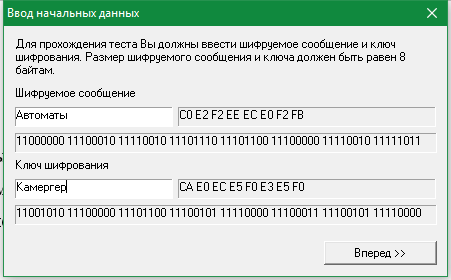 Ввод начальных данных
Для прохождения теста Вы должны ввести шифруемое сообщение и ключ
шифрования. Размер шифруемого сообщения и ключа должен быть равен 8
байтам.
Шифруемое сообщение
Автоматы C0 E2 F2 EE EC E0 F2 FB
11000000 11100010 11110010 11101110 11101100 11100000 11110010 11111011
Ключ шифрования
Камергер CA E0 EC E5 F0 E3 E5 F0
11001010 11100000 11101100 11100101 11110000 11100011 11100101 11110000
Вперед >>